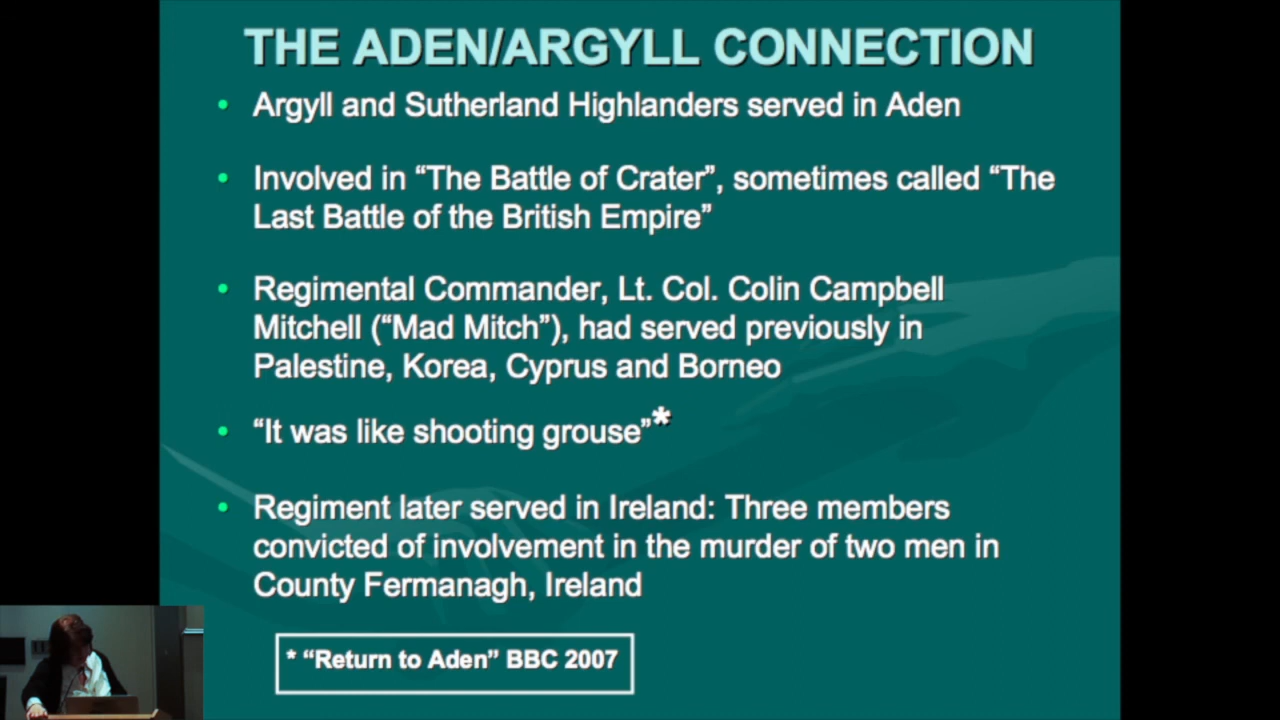 THE ADEN/ARGYLL CONNECTION
• Argyll and Sutherland Highlanders served in Aden
• Involved in “The Battle of Crater”, sometimes called “The
Last Battle of the British Empire”
• Regimental Commander, Lt. Col. Colin Campbell
Mitchell (“Mad Mitch”), had served previously in
Palestine, Korea, Cyprus and Borneo
• “It was like shooting grouse”*
• Regiment later served in Ireland: Three members
convicted of involvement in the murder of two men in
County Fermanagh, Ireland
* “Return to Aden” BBC 2007